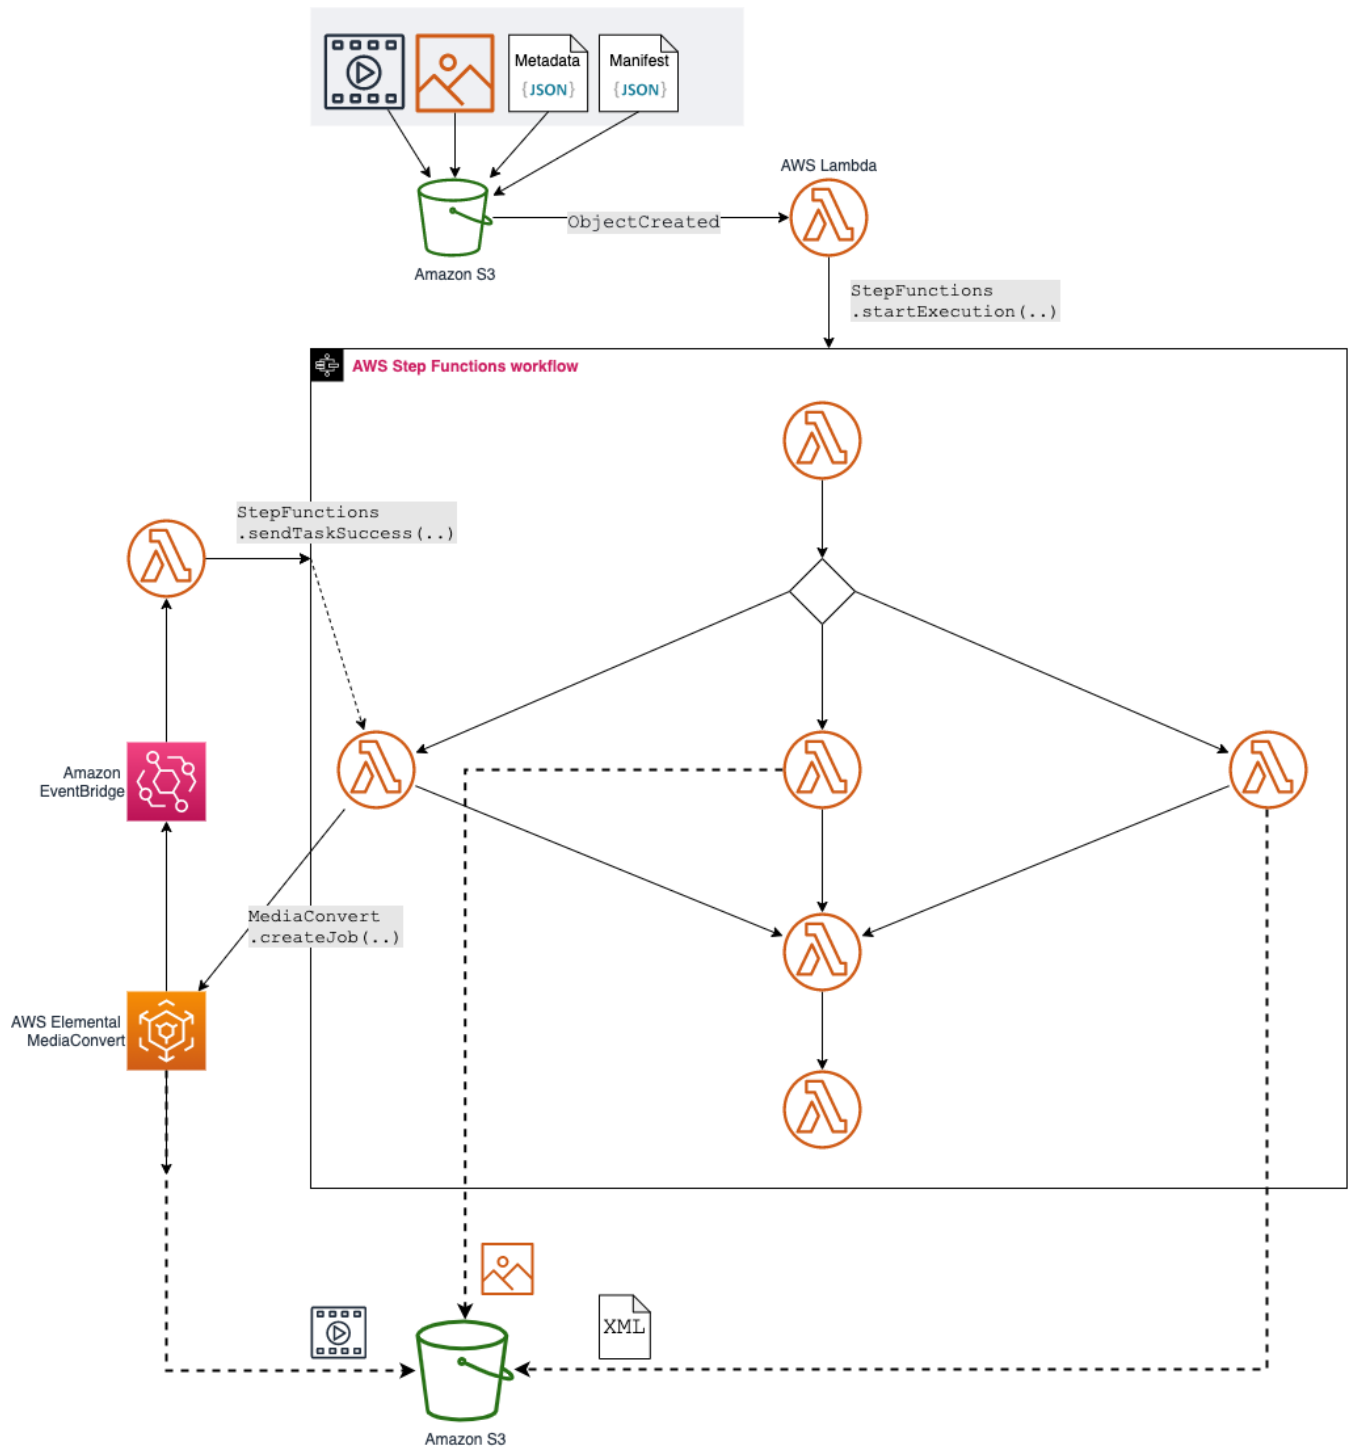 Metadata
{JSON}
Manifest
{JSON}
AWS Lambda
ObjectCreated
Amazon S3
StepFunctions
.startExecution(..)
AWS Step Functions workflow
StepFunctions
.sendTaskSuccess(..)
Amazon
EventBridge
MediaConvert
.createJob(..)
AWS Elemental
MediaConvert
XML
Amazon S3